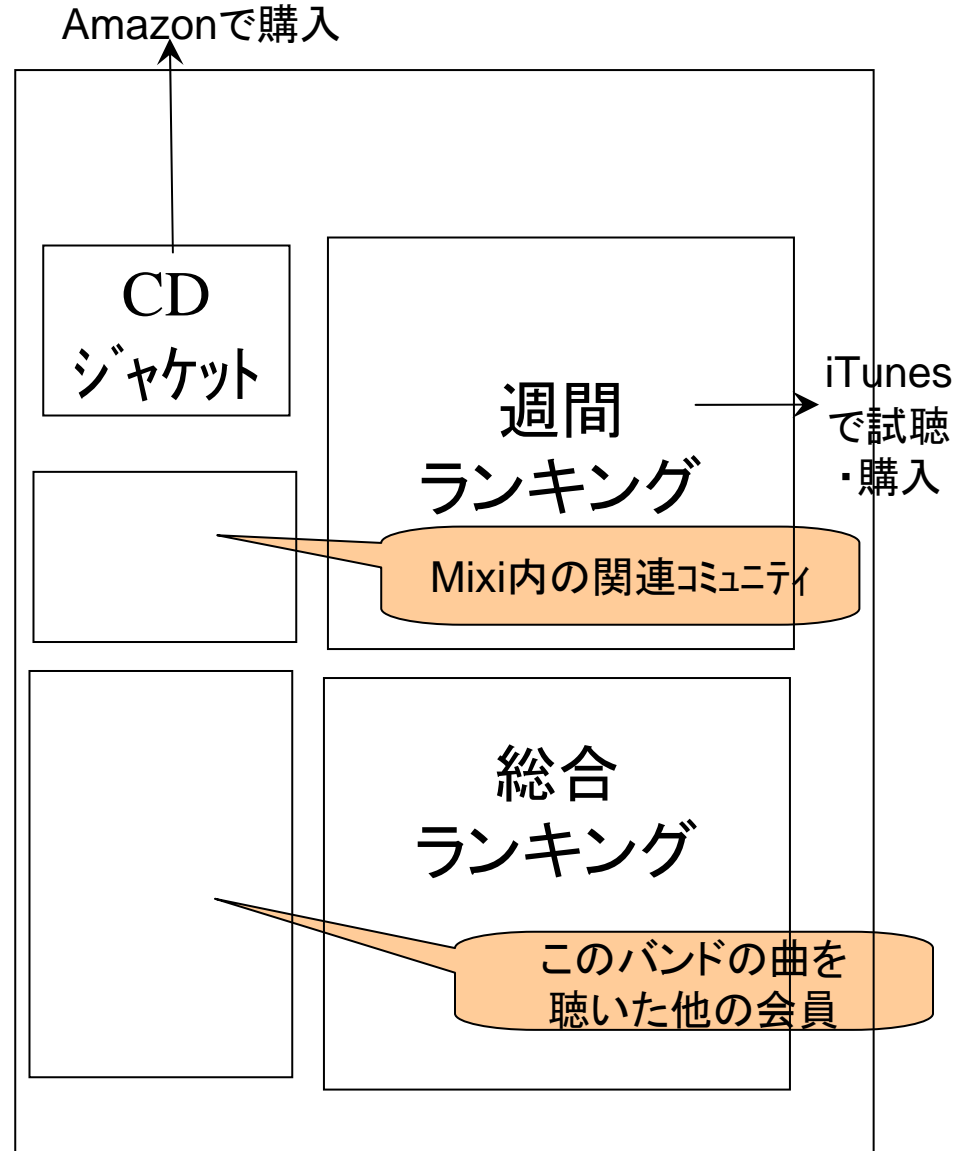 Amazonで購入
CD
ジャケット
週間
ランキング
iTunes
で試聴
・購入
Mixi内の関連ｺﾐｭﾆﾃｨ
総合
ランキング
このバンドの曲を
聴いた他の会員